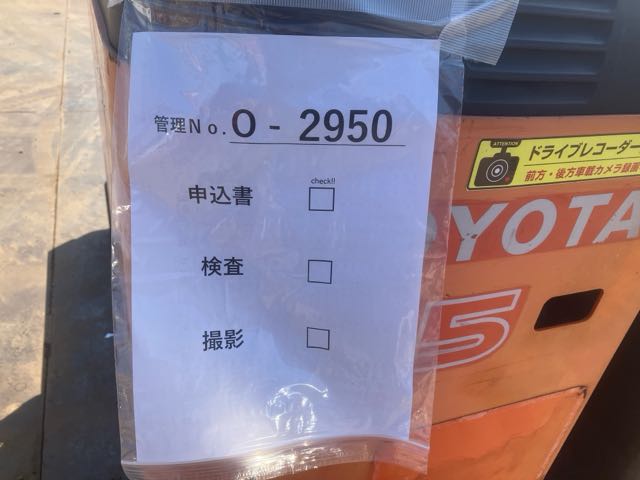 管理No. O - 2950
check!!
申込書 □
検査 □
撮影 □
ATTENTION
ドライブレコーダー
前方・後方車載カメラ録画
TOYOTA
5